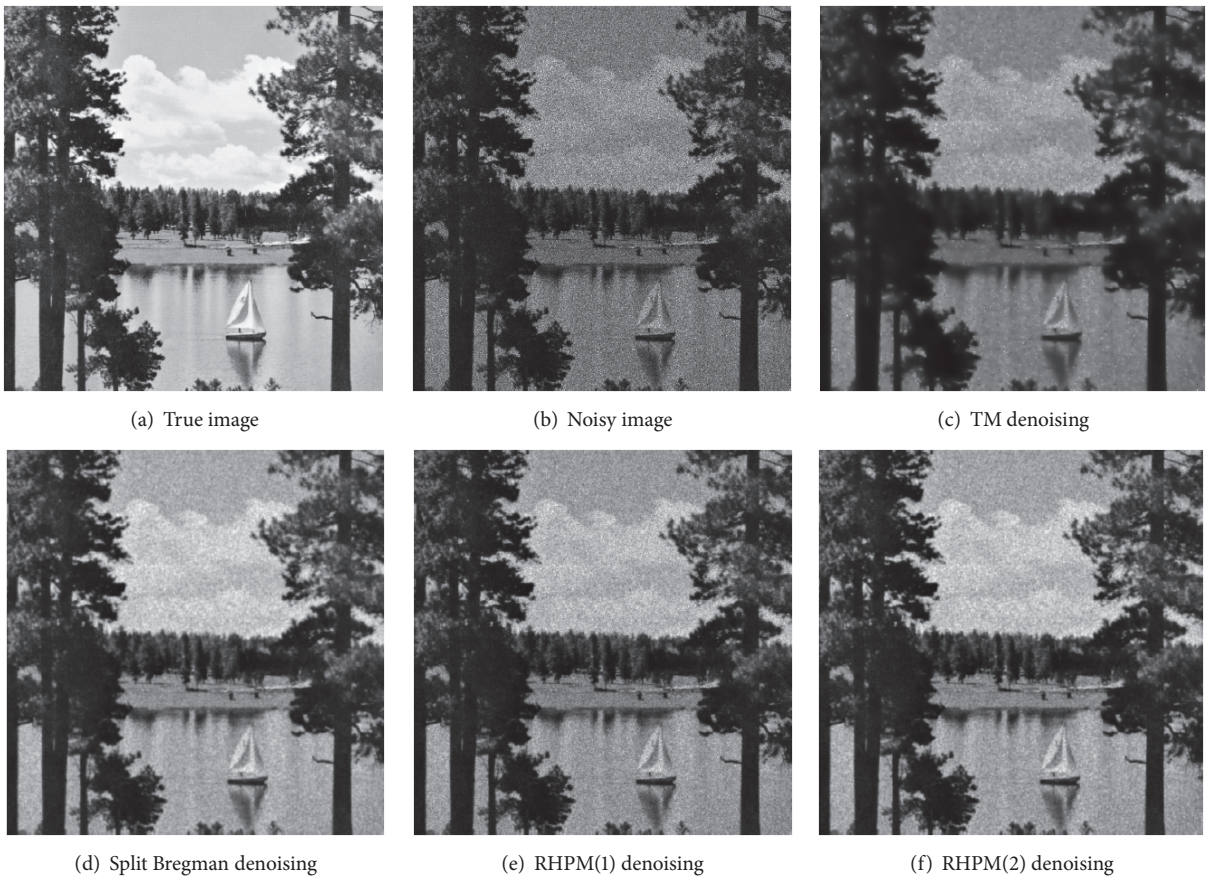 (a) True image
(b) Noisy image
(c) TM denoising
(d) Split Bregman denoising
(e) RHPM(1) denoising
(f) RHPM(2) denoising